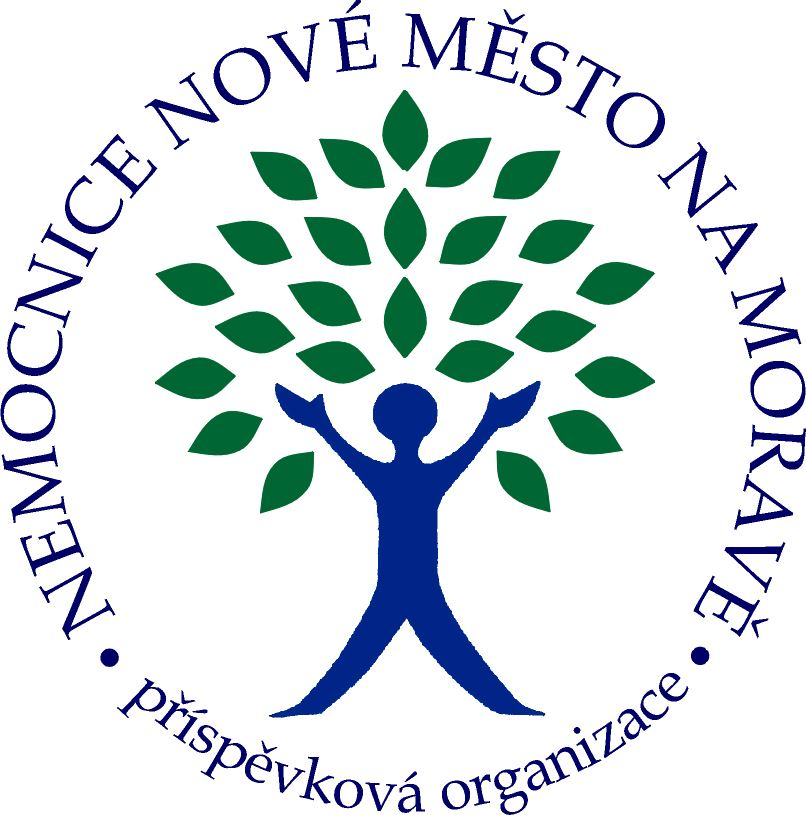 NEMOCNICE NOVÉ MĚSTO NA MORAVĚ
• příspěvková organizace •